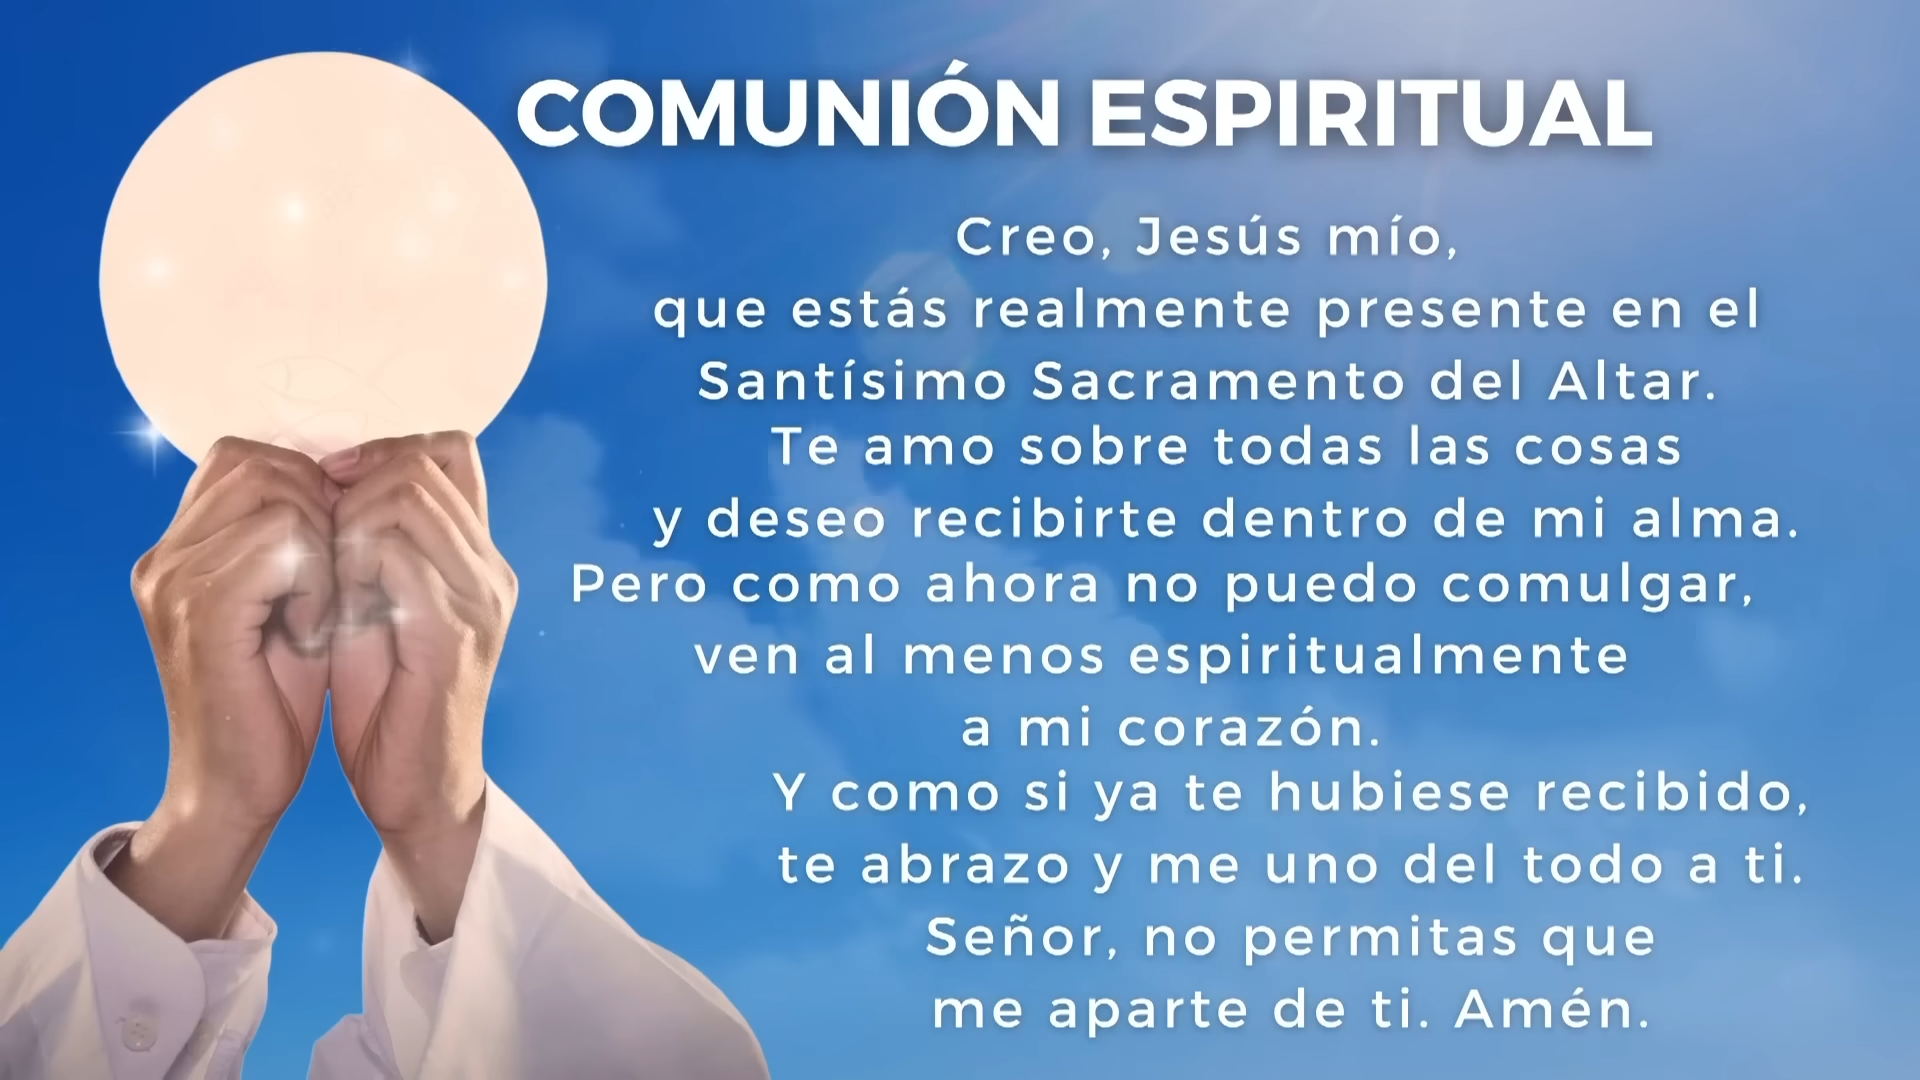 COMUNIÓN ESPIRITUAL
Creo, Jesús mío,
que estás realmente presente en el
Santísimo Sacramento del Altar.
Te amo sobre todas las cosas
y deseo recibirte dentro de mi alma.
Pero como ahora no puedo comulgar,
ven al menos espiritualmente
a mi corazón.
Y como si ya te hubiese recibido,
te abrazo y me uno del todo a ti.
Señor, no permitas que
me aparte de ti. Amén.